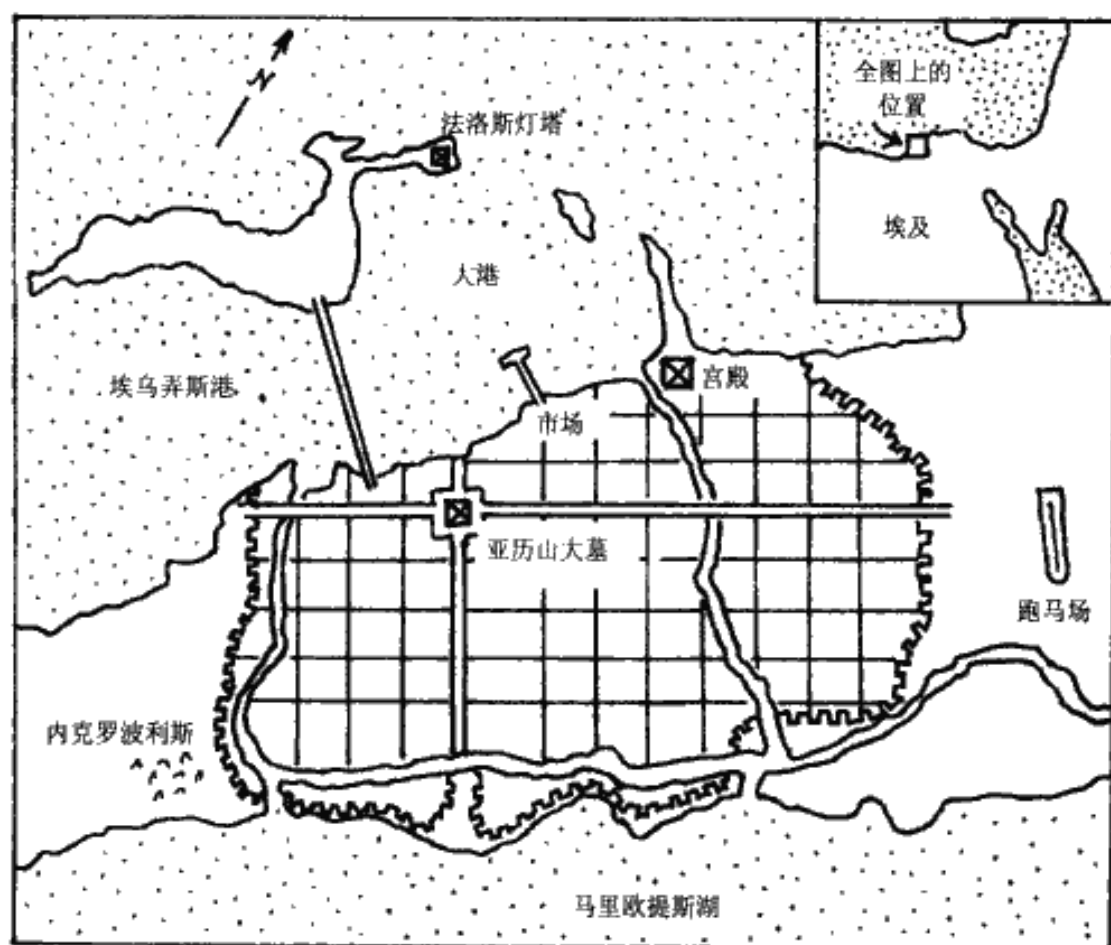 N
全图上的
位置
法洛斯灯塔
埃及
大港
埃乌弄斯港
宫殿
市场
亚历山大墓
跑马场
内克罗波利斯
马里欧提斯湖